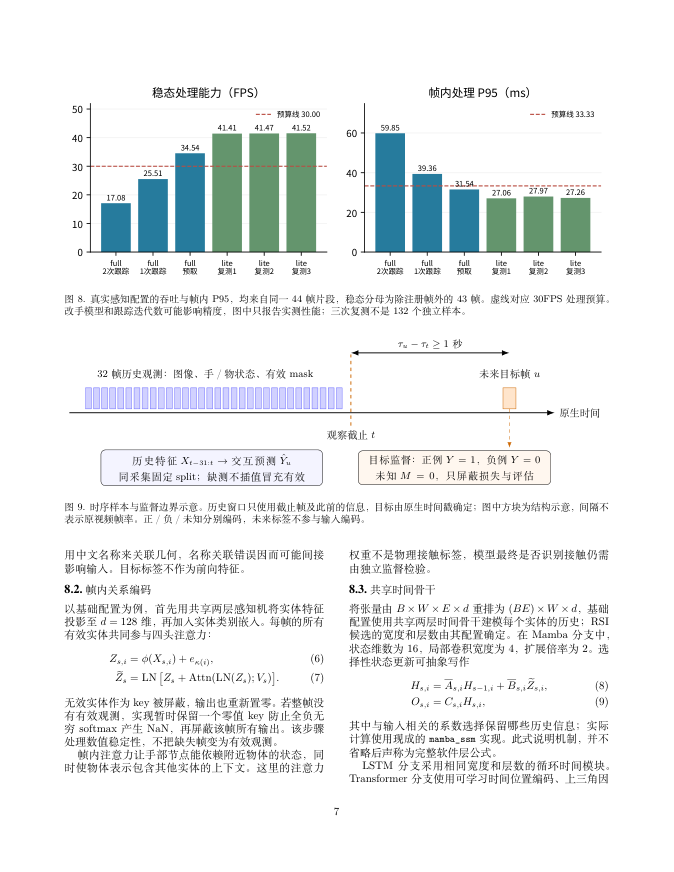 稳态处理能力（FPS）
50
40
30
20
10
0
预算线 30.00
17.08
25.51
34.54
41.41
41.47
41.52
full
2次跟踪
full
1次跟踪
full
预取
lite
复测1
lite
复测2
lite
复测3
帧内处理 P95（ms）
60
40
20
0
预算线 33.33
59.85
39.36
31.54
27.06
27.97
27.26
full
2次跟踪
full
1次跟踪
full
预取
lite
复测1
lite
复测2
lite
复测3
图 8. 真实感知配置的吞吐与帧内 P95，均来自同一 44 帧片段，稳态分母为除注册帧外的 43 帧。虚线对应 30FPS 处理预算。
改手模型和跟踪迭代数可能影响精度，图中只报告实测性能；三次复测不是 132 个独立样本。
τu − τt ≥ 1 秒
32 帧历史观测：图像、手 / 物状态、有效 mask
未来目标帧 u
原生时间
观察截止 t
历史特征 Xt−31:t → 交互预测 Ŷu
同采集固定 split；缺测不插值冒充有效
目标监督：正例 Y = 1，负例 Y = 0
未知 M = 0，只屏蔽损失与评估
图 9. 时序样本与监督边界示意。历史窗口只使用截止帧及此前的信息，目标由原生时间戳确定；图中方块为结构示意，间隔不
表示原视频帧率。正 / 负 / 未知分别编码，未来标签不参与输入编码。
用中文名称来关联几何，名称关联错误因而可能间接
影响输入。目标标签不作为前向特征。
8.2. 帧内关系编码
以基础配置为例，首先用共享两层感知机将实体特征
投影至 d = 128 维，再加入实体类别嵌入。每帧的所有
有效实体共同参与四头注意力：
Zs,i = ϕ(Xs,i) + eκ(i), (6)
Z̃s = LN [Zs + Attn(LN(Zs); Vs)]. (7)
无效实体作为 key 被屏蔽，输出也重新置零。若整帧没
有有效观测，实现暂时保留一个零值 key 防止全负无
穷 softmax 产生 NaN，再屏蔽该帧所有输出。该步骤
处理数值稳定性，不把缺失帧变为有效观测。
帧内注意力让手部节点能依赖附近物体的状态，同
时使物体表示包含其他实体的上下文。这里的注意力
权重不是物理接触标签，模型最终是否识别接触仍需
由独立监督检验。
8.3. 共享时间骨干
将张量由 B × W × E × d 重排为 (BE) × W × d，基础
配置使用共享两层时间骨干建模每个实体的历史；RSI
候选的宽度和层数由其配置确定。在 Mamba 分支中，
状态维数为 16，局部卷积宽度为 4，扩展倍率为 2。选
择性状态更新可抽象写作
Hs,i = A̅s,iHs−1,i + B̅s,iZ̃s,i, (8)
Os,i = Cs,iHs,i, (9)
其中与输入相关的系数选择保留哪些历史信息；实际
计算使用现成的 mamba_ssm 实现。此式说明机制，并不
省略后声称为完整软件层公式。
LSTM 分支采用相同宽度和层数的循环时间模块。
Transformer 分支使用可学习时间位置编码、上三角因
7